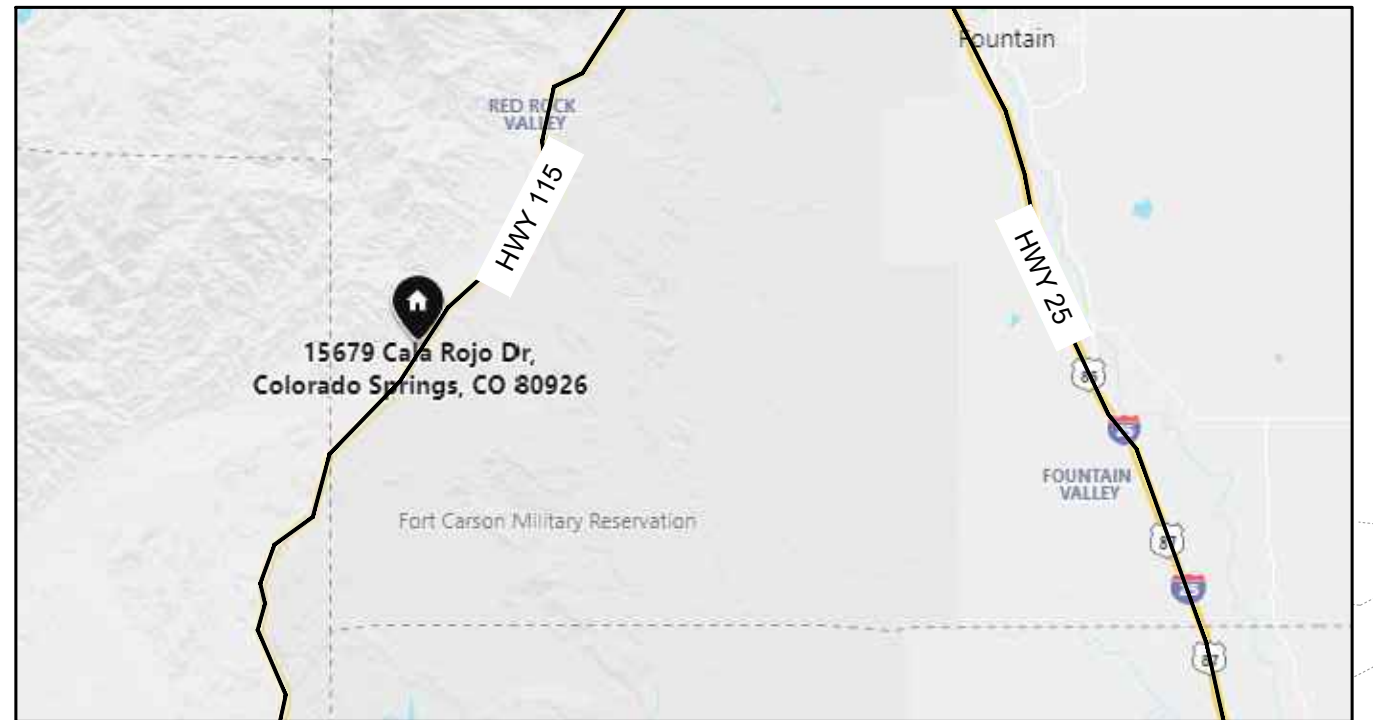 Fountain
RED ROCK
VALLEY
HWY 115
HWY 25
15679 Cala Rojo Dr,
Colorado Springs, CO 80926
85
25
FOUNTAIN
VALLEY
Fort Carson Military Reservation
87
25
87